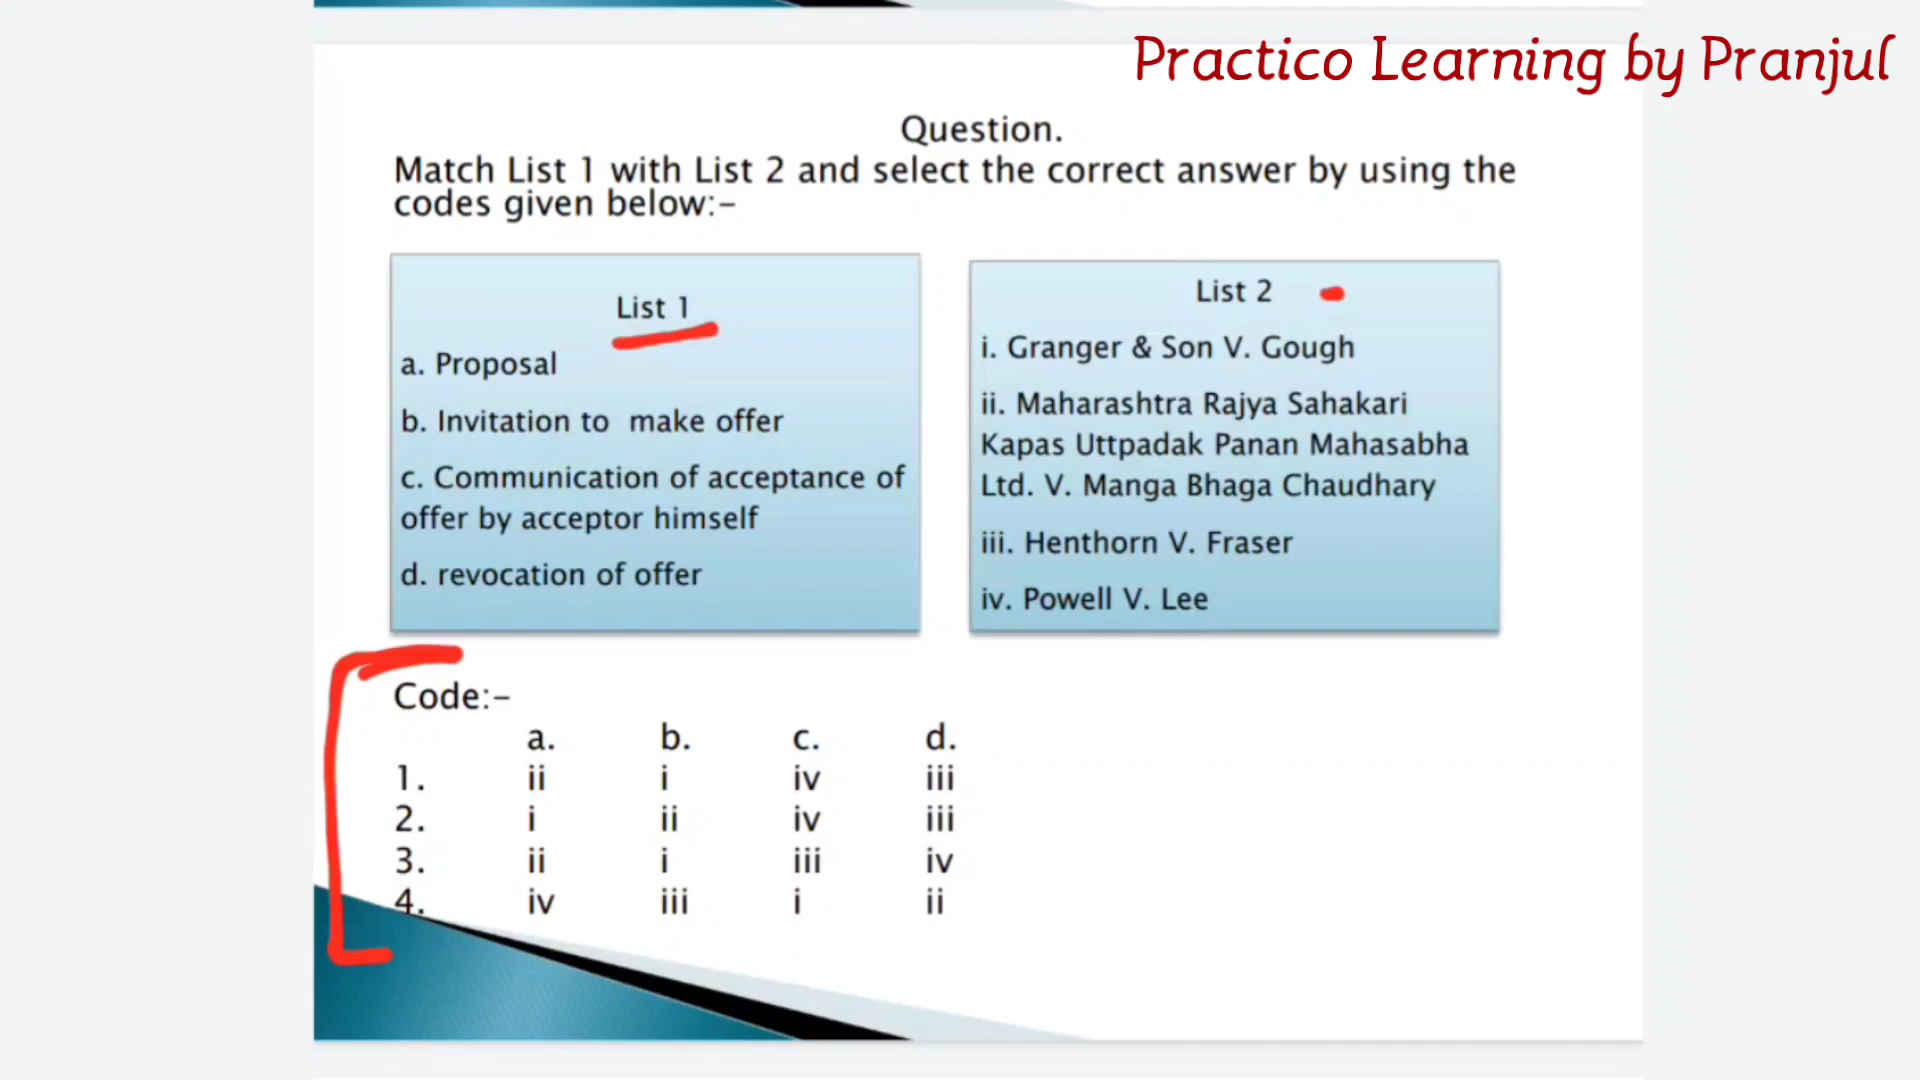 Practico Learning by Pranjul
Question.
Match List 1 with List 2 and select the correct answer by using the
codes given below:-
List 1
a. Proposal
b. Invitation to make offer
c. Communication of acceptance of
offer by acceptor himself
d. revocation of offer
List 2
i. Granger & Son V. Gough
ii. Maharashtra Rajya Sahakari
Kapas Uttpadak Panan Mahasabha
Ltd. V. Manga Bhaga Chaudhary
iii. Henthorn V. Fraser
iv. Powell V. Lee
Code:-
a. b. c. d.
1. ii i iv iii
2. i ii iv iii
3. ii i iii iv
4. iv iii i ii